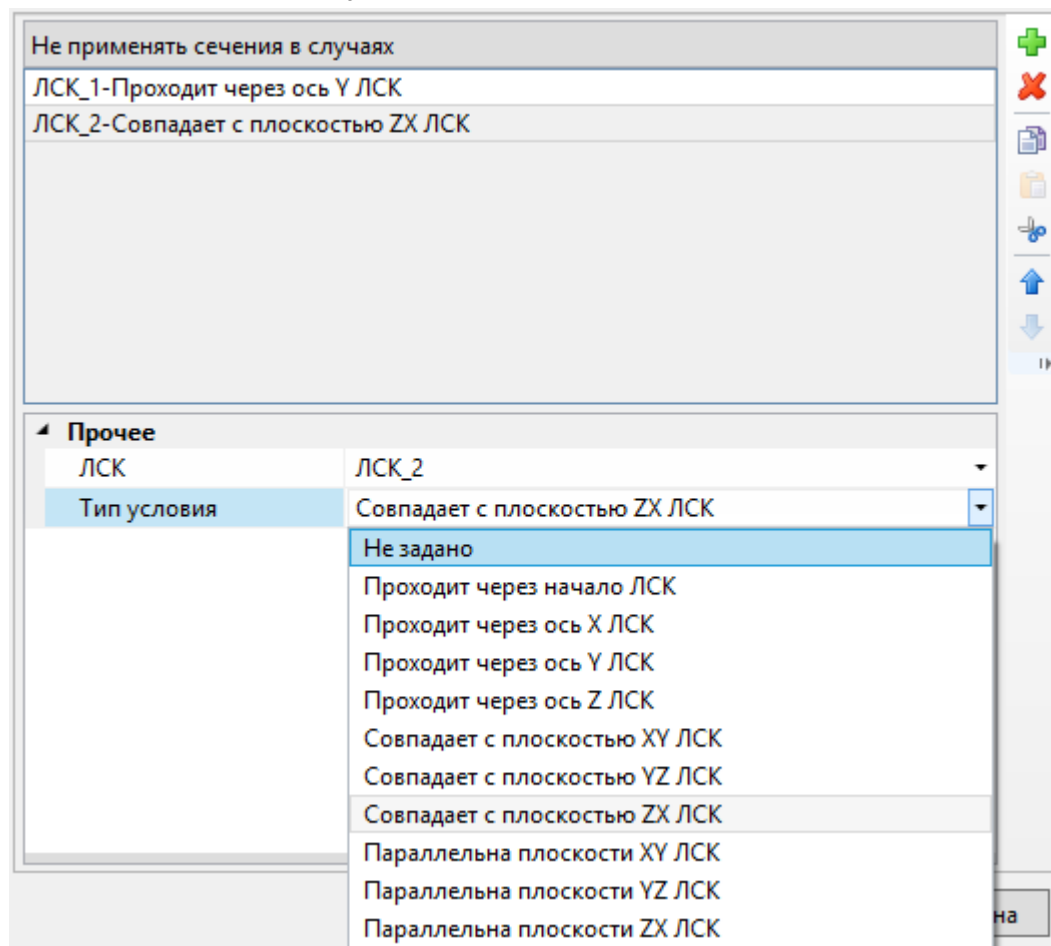 Не применять сечения в случаях
ЛСК_1-Проходит через ось Y ЛСК
ЛСК_2-Совпадает с плоскостью ZX ЛСК
Прочее
ЛСК ЛСК_2
Тип условия Совпадает с плоскостью ZX ЛСК
Не задано
Проходит через начало ЛСК
Проходит через ось X ЛСК
Проходит через ось Y ЛСК
Проходит через ось Z ЛСК
Совпадает с плоскостью XY ЛСК
Совпадает с плоскостью YZ ЛСК
Совпадает с плоскостью ZX ЛСК
Параллельна плоскости XY ЛСК
Параллельна плоскости YZ ЛСК
на
Параллельна плоскости ZX ЛСК